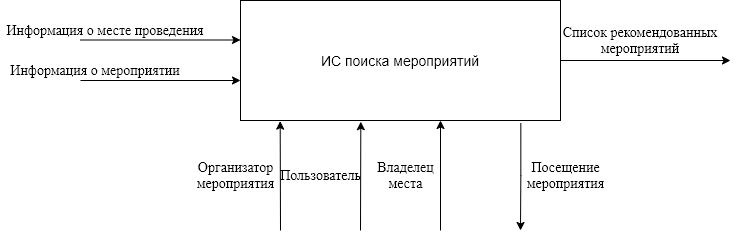 Информация о месте проведения
Информация о мероприятии
ИС поиска мероприятий
Список рекомендованных
мероприятий
Организатор
мероприятия
Пользователь
Владелец
места
Посещение
мероприятия